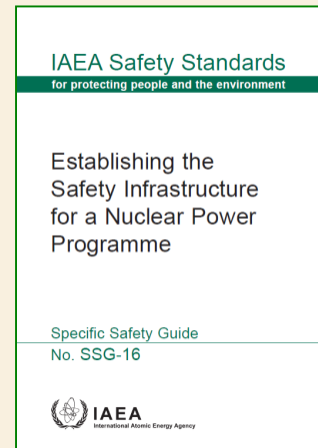 IAEA Safety Standards
for protecting people and the environment
Establishing the
Safety Infrastructure
for a Nuclear Power
Programme
Specific Safety Guide
No. SSG-16
IAEA
International Atomic Energy Agency